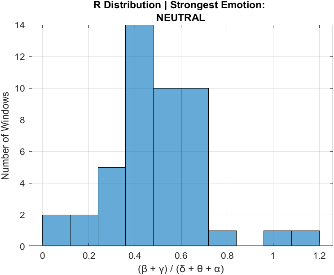 R Distribution | Strongest Emotion:
NEUTRAL
14
12
10
8
6
4
2
0
Number of Windows
0 0.2 0.4 0.6 0.8 1 1.2
(β + γ) / (δ + θ + α)